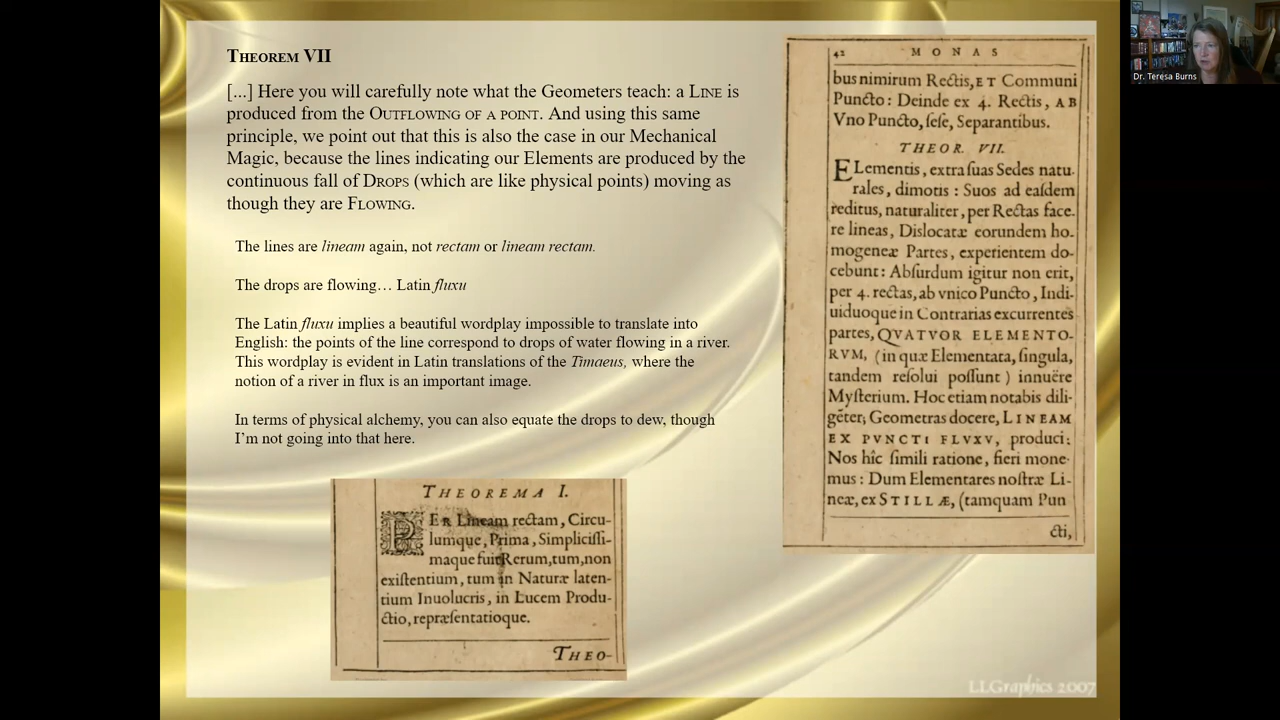 THEOREM VII
[...] Here you will carefully note what the Geometers teach: a LINE is
produced from the OUTFLOWING OF A POINT. And using this same
principle, we point out that this is also the case in our Mechanical
Magic, because the lines indicating our Elements are produced by the
continuous fall of DROPS (which are like physical points) moving as
though they are FLOWING.
The lines are lineam again, not rectam or lineam rectam.
The drops are flowing… Latin fluxu
The Latin fluxu implies a beautiful wordplay impossible to translate into
English: the points of the line correspond to drops of water flowing in a river.
This wordplay is evident in Latin translations of the Timaeus, where the
notion of a river in flux is an important image.
In terms of physical alchemy, you can also equate the drops to dew, though
I'm not going into that here.
THEOREMA I.
PER Lineam rectam, Circu-
lumque, Prima, Simpliciſſi-
maque fuit Rerum, tum, non
exiſtentium, tum in Naturæ laten-
tium Inuolucris, in Lucem Produ-
ctio, repræſentatioque.
THEO-
42 MONAS
bus nimirum Rectis, ET Communi
Puncto: Deinde ex 4. Rectis, AB
Vno Puncto, ſeſe, Separantibus.
THEOR. VII.
ELementis, extra ſuas Sedes natu-
rales, dimotis: Suos ad eaſdem
reditus, naturaliter, per Rectas face-
re lineas, Diſlocatæ eorundem ho-
mogeneæ Partes, experientem do-
cebunt: Abſurdum igitur non erit,
per 4. rectas, ab vnico Puncto, Indi-
uiduoque in Contrarias excurrentes
partes, QVATVOR ELEMENTO-
RVM, (in quæ Elementata, ſingula,
tandem reſolui poſſunt) innuëre
Myſterium. Hoc etiam notabis dili-
gēter; Geometras docere, LINEAM
EX PVNCTI FLVXV, produci:
Nos hîc ſimili ratione, fieri mone-
mus: Dum Elementares noſtræ Li-
neæ, ex STILLÆ, (tamquam Pun
cti,
LLGraphics 2007
Dr. Teresa Burns